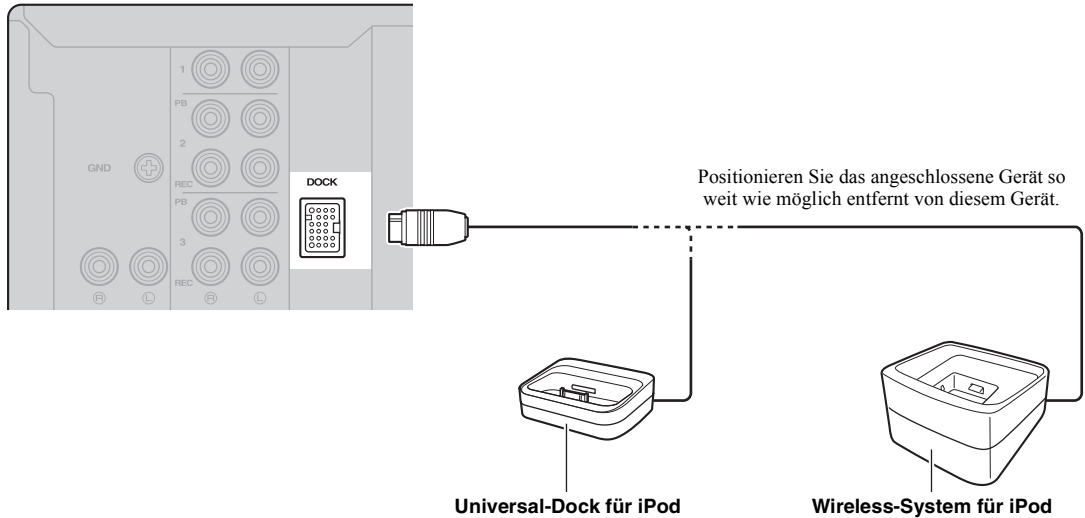 1
PB
2
GND
REC
DOCK
PB
3
REC
R L R L
Positionieren Sie das angeschlossene Gerät so
weit wie möglich entfernt von diesem Gerät.
Universal-Dock für iPod Wireless-System für iPod